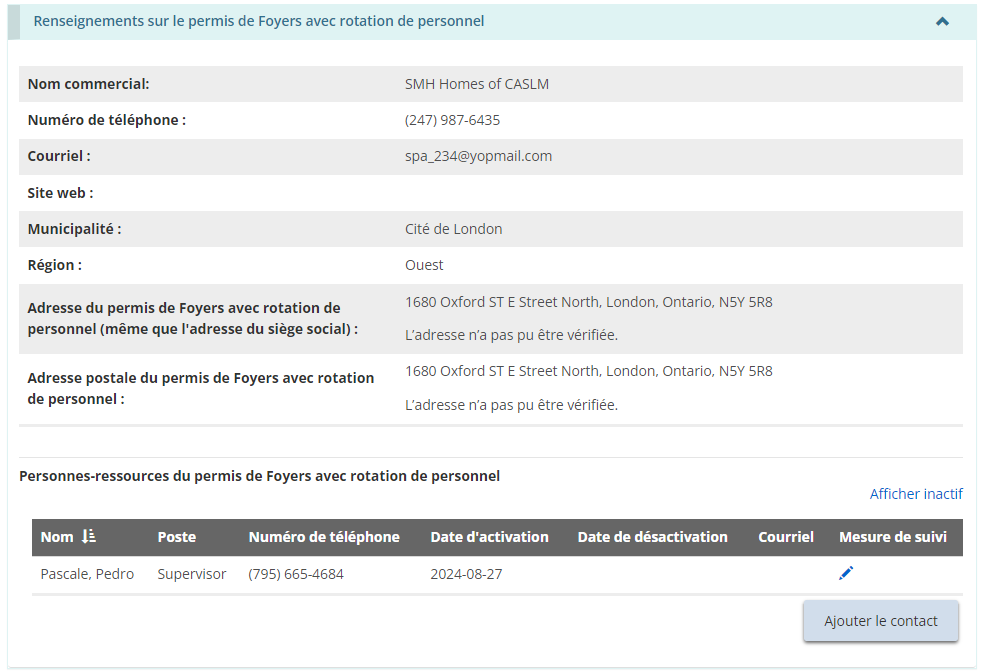 Renseignements sur le permis de Foyers avec rotation de personnel
Nom commercial: SMH Homes of CASLM
Numéro de téléphone : (247) 987-6435
Courriel : spa_234@yopmail.com
Site web :
Municipalité : Cité de London
Région : Ouest
Adresse du permis de Foyers avec rotation de
personnel (même que l'adresse du siège social) :
1680 Oxford ST E Street North, London, Ontario, N5Y 5R8
L’adresse n’a pas pu être vérifiée.
Adresse postale du permis de Foyers avec rotation
de personnel :
1680 Oxford ST E Street North, London, Ontario, N5Y 5R8
L’adresse n’a pas pu être vérifiée.
Personnes-ressources du permis de Foyers avec rotation de personnel
Afficher inactif
Nom Poste Numéro de téléphone Date d'activation Date de désactivation Courriel Mesure de suivi
Pascale, Pedro Supervisor (795) 665-4684 2024-08-27
Ajouter le contact